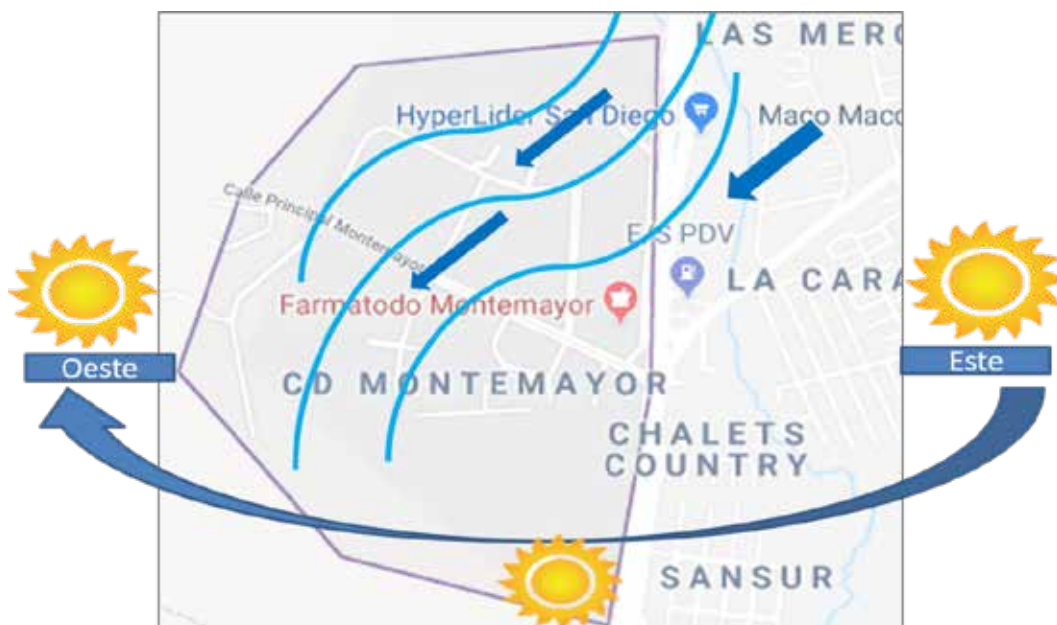 LAS MERC
HyperLider San Diego
Maco Maco
Calle Principal Montemayor
E/S PDV
LA CARA
Farmatodo Montemayor
Oeste
Este
CD MONTEMAYOR
CHALETS
COUNTRY
SANSUR